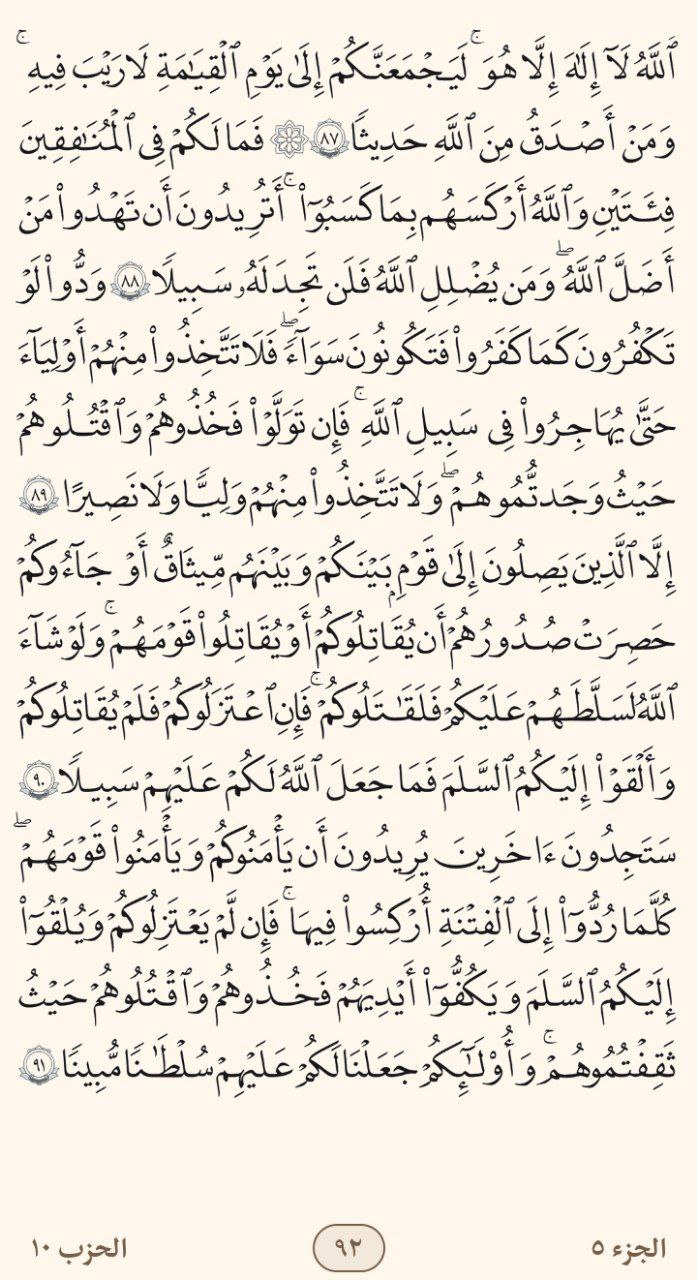 ٱللَّهُ لَآ إِلَٰهَ إِلَّا هُوَۚ لَيَجۡمَعَنَّكُمۡ إِلَىٰ يَوۡمِ ٱلۡقِيَٰمَةِ لَا رَيۡبَ فِيهِۚ
وَمَنۡ أَصۡدَقُ مِنَ ٱللَّهِ حَدِيثٗا ٨٧ ۞ فَمَا لَكُمۡ فِي ٱلۡمُنَٰفِقِينَ
فِئَتَيۡنِ وَٱللَّهُ أَرۡكَسَهُم بِمَا كَسَبُوٓاْۚ أَتُرِيدُونَ أَن تَهۡدُواْ مَنۡ
أَضَلَّ ٱللَّهُۖ وَمَن يُضۡلِلِ ٱللَّهُ فَلَن تَجِدَ لَهُۥ سَبِيلٗا ٨٨ وَدُّواْ لَوۡ
تَكۡفُرُونَ كَمَا كَفَرُواْ فَتَكُونُونَ سَوَآءٗۖ فَلَا تَتَّخِذُواْ مِنۡهُمۡ أَوۡلِيَآءَ
حَتَّىٰ يُهَاجِرُواْ فِي سَبِيلِ ٱللَّهِۚ فَإِن تَوَلَّوۡاْ فَخُذُوهُمۡ وَٱقۡتُلُوهُمۡ
حَيۡثُ وَجَدتُّمُوهُمۡۖ وَلَا تَتَّخِذُواْ مِنۡهُمۡ وَلِيّٗا وَلَا نَصِيرًا ٨٩
إِلَّا ٱلَّذِينَ يَصِلُونَ إِلَىٰ قَوۡمِۭ بَيۡنَكُمۡ وَبَيۡنَهُم مِّيثَٰقٌ أَوۡ جَآءُوكُمۡ
حَصِرَتۡ صُدُورُهُمۡ أَن يُقَٰتِلُوكُمۡ أَوۡ يُقَٰتِلُواْ قَوۡمَهُمۡۚ وَلَوۡ شَآءَ
ٱللَّهُ لَسَلَّطَهُمۡ عَلَيۡكُمۡ فَلَقَٰتَلُوكُمۡۚ فَإِنِ ٱعۡتَزَلُوكُمۡ فَلَمۡ يُقَٰتِلُوكُمۡ
وَأَلۡقَوۡاْ إِلَيۡكُمُ ٱلسَّلَمَ فَمَا جَعَلَ ٱللَّهُ لَكُمۡ عَلَيۡهِمۡ سَبِيلٗا ٩٠
سَتَجِدُونَ ءَاخَرِينَ يُرِيدُونَ أَن يَأۡمَنُوكُمۡ وَيَأۡمَنُواْ قَوۡمَهُمۡۖ
كُلَّمَا رُدُّوٓاْ إِلَى ٱلۡفِتۡنَةِ أُرۡكِسُواْ فِيهَاۚ فَإِن لَّمۡ يَعۡتَزِلُوكُمۡ وَيُلۡقُوٓاْ
إِلَيۡكُمُ ٱلسَّلَمَ وَيَكُفُّوٓاْ أَيۡدِيَهُمۡ فَخُذُوهُمۡ وَٱقۡتُلُوهُمۡ حَيۡثُ
ثَقِفۡتُمُوهُمۡۚ وَأُوْلَٰٓئِكُمۡ جَعَلۡنَا لَكُمۡ عَلَيۡهِمۡ سُلۡطَٰنٗا مُّبِينٗا ٩١
الجزء ٥ ٩٢ الحزب ١٠